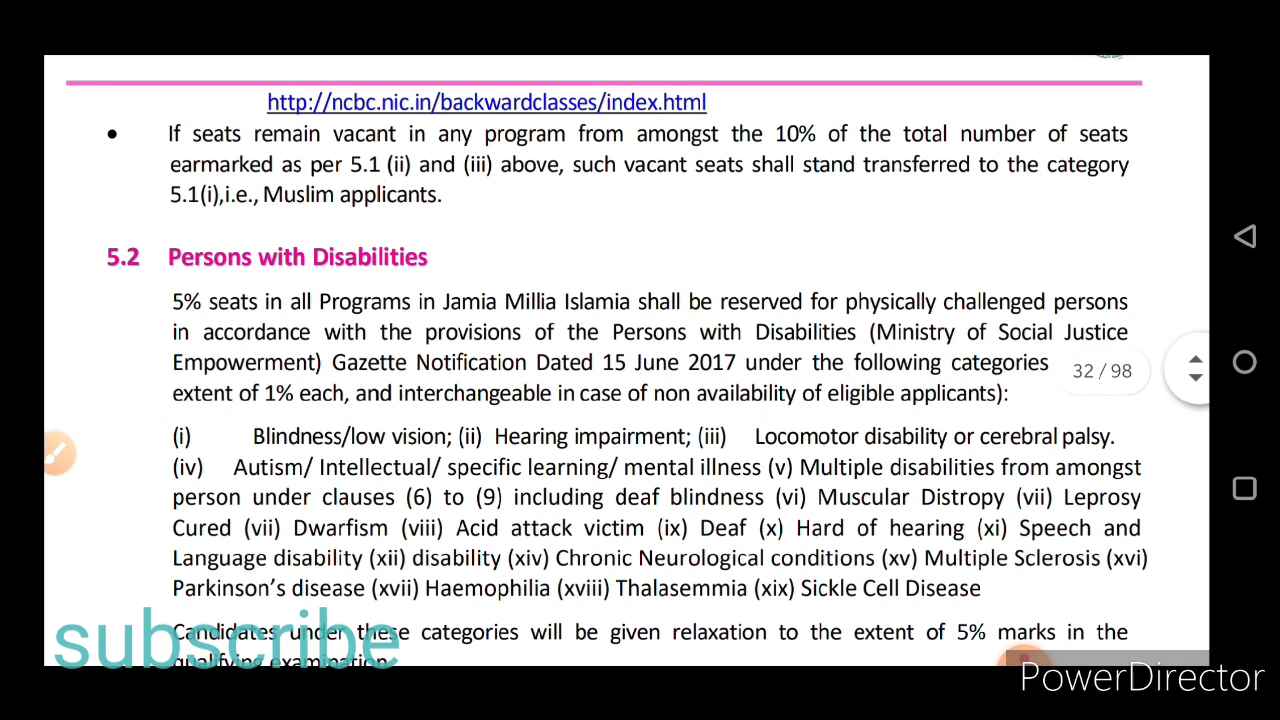 http://ncbc.nic.in/backwardclasses/index.html
• If seats remain vacant in any program from amongst the 10% of the total number of seats
earmarked as per 5.1 (ii) and (iii) above, such vacant seats shall stand transferred to the category
5.1(i),i.e., Muslim applicants.
5.2 Persons with Disabilities
5% seats in all Programs in Jamia Millia Islamia shall be reserved for physically challenged persons
in accordance with the provisions of the Persons with Disabilities (Ministry of Social Justice
Empowerment) Gazette Notification Dated 15 June 2017 under the following categories
32 / 98
extent of 1% each, and interchangeable in case of non availability of eligible applicants):
(i) Blindness/low vision; (ii) Hearing impairment; (iii) Locomotor disability or cerebral palsy.
(iv) Autism/ Intellectual/ specific learning/ mental illness (v) Multiple disabilities from amongst
person under clauses (6) to (9) including deaf blindness (vi) Muscular Distropy (vii) Leprosy
Cured (vii) Dwarfism (viii) Acid attack victim (ix) Deaf (x) Hard of hearing (xi) Speech and
Language disability (xii) disability (xiv) Chronic Neurological conditions (xv) Multiple Sclerosis (xvi)
Parkinson's disease (xvii) Haemophilia (xviii) Thalasemmia (xix) Sickle Cell Disease
Candidates under these categories will be given relaxation to the extent of 5% marks in the
qualifying examination
subscribe
PowerDirector